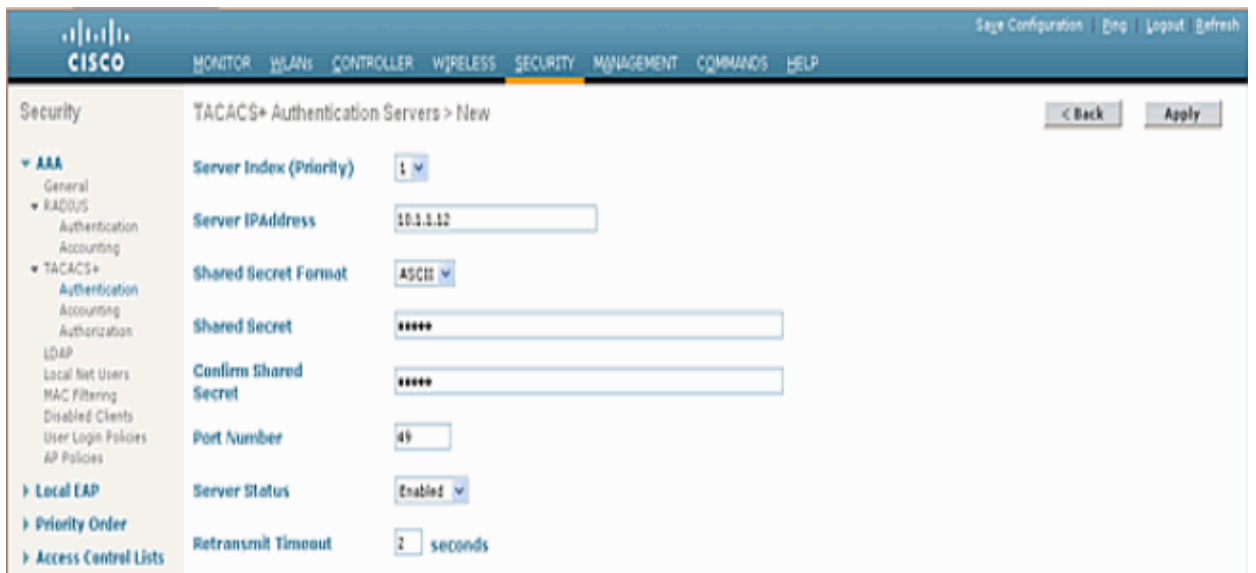 Save Configuration | Ping | Logout | Refresh
CISCO
MONITOR WLANs CONTROLLER WIRELESS SECURITY MANAGEMENT COMMANDS HELP
Security
TACACS+ Authentication Servers > New
< Back
Apply
AAA
General
RADIUS
Authentication
Accounting
TACACS+
Authentication
Accounting
Authorization
LDAP
Local Net Users
MAC Filtering
Disabled Clients
User Login Policies
AP Policies
Local EAP
Priority Order
Access Control Lists
Server Index (Priority) 1
Server IPAddress 10.1.1.12
Shared Secret Format ASCII
Shared Secret •••••
Confirm Shared
Secret •••••
Port Number 49
Server Status Enabled
Retransmit Timeout 2 seconds